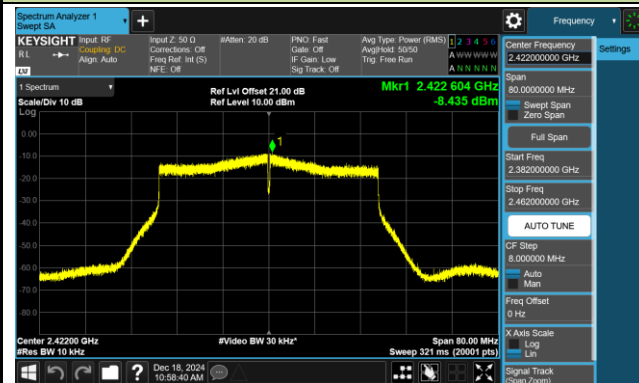 Spectrum Analyzer 1
Swept SA
Frequency
KEYSIGHT
RL
LXI
Input: RF
Coupling: DC
Align: Auto
Input Z: 50 Ω
Corrections: Off
Freq Ref: Int (S)
NFE: Off
#Atten: 20 dB
PNO: Fast
Gate: Off
IF Gain: Low
Sig Track: Off
Avg Type: Power (RMS)
Avg|Hold: 50/50
Trig: Free Run
1 2 3 4 5 6
A W W W W W
A N N N N N
1 Spectrum
Scale/Div 10 dB
Ref Lvl Offset 21.00 dB
Ref Level 10.00 dBm
Mkr1 2.422 604 GHz
-8.435 dBm
Log
1
0.00
-10.0
-20.0
-30.0
-40.0
-50.0
-60.0
-70.0
-80.0
Center 2.42200 GHz
#Res BW 10 kHz
#Video BW 30 kHz*
Span 80.00 MHz
Sweep 321 ms (20001 pts)
Dec 18, 2024
10:58:40 AM
Center Frequency
2.422000000 GHz
Settings
Span
80.0000000 MHz
Swept Span
Zero Span
Full Span
Start Freq
2.382000000 GHz
Stop Freq
2.462000000 GHz
AUTO TUNE
CF Step
8.000000 MHz
Auto
Man
Freq Offset
0 Hz
X Axis Scale
Log
Lin
Signal Track
(Span Zoom)